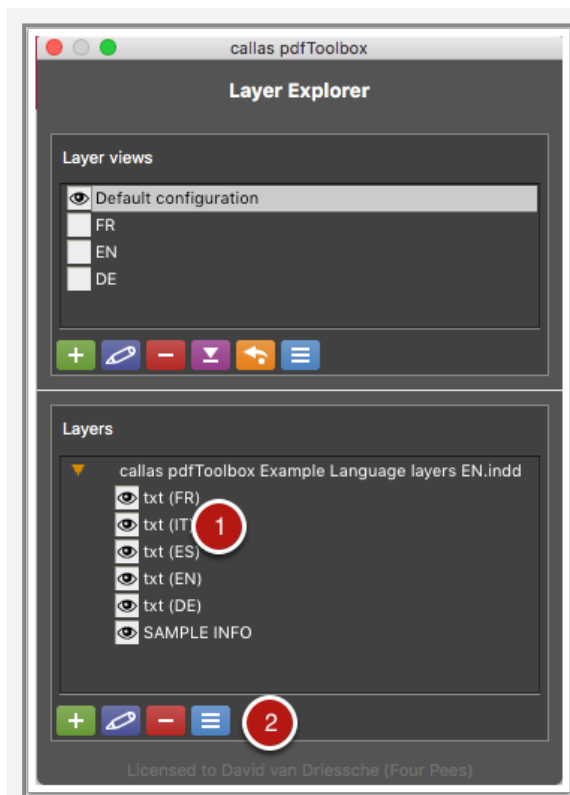 callas pdfToolbox
Layer Explorer
Layer views
Default configuration
FR
EN
DE
Layers
callas pdfToolbox Example Language layers EN.indd
txt (FR)
txt (IT)
1
txt (ES)
txt (EN)
txt (DE)
SAMPLE INFO
2
Licensed to David van Driessche (Four Pees)